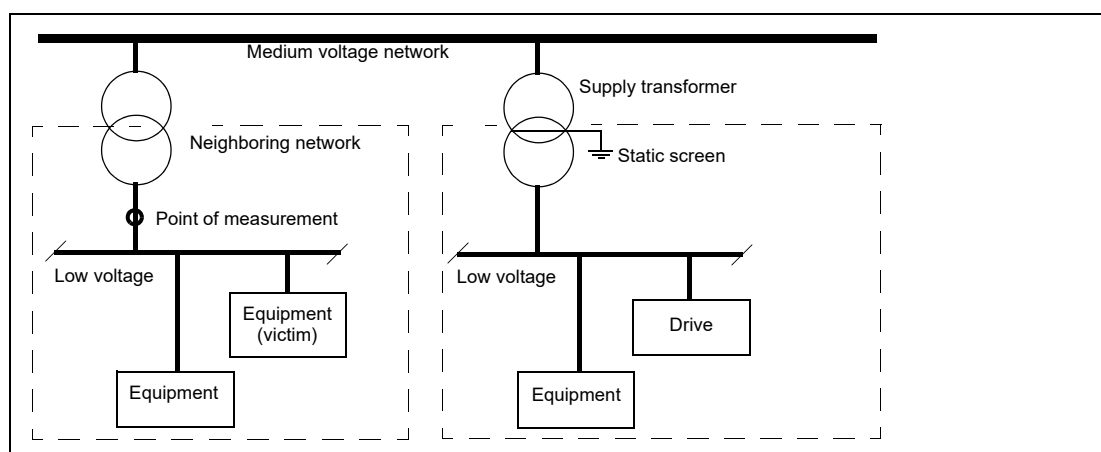 Medium voltage network
Supply transformer
Neighboring network
Static screen
Point of measurement
Low voltage
Low voltage
Equipment
(victim)
Drive
Equipment
Equipment